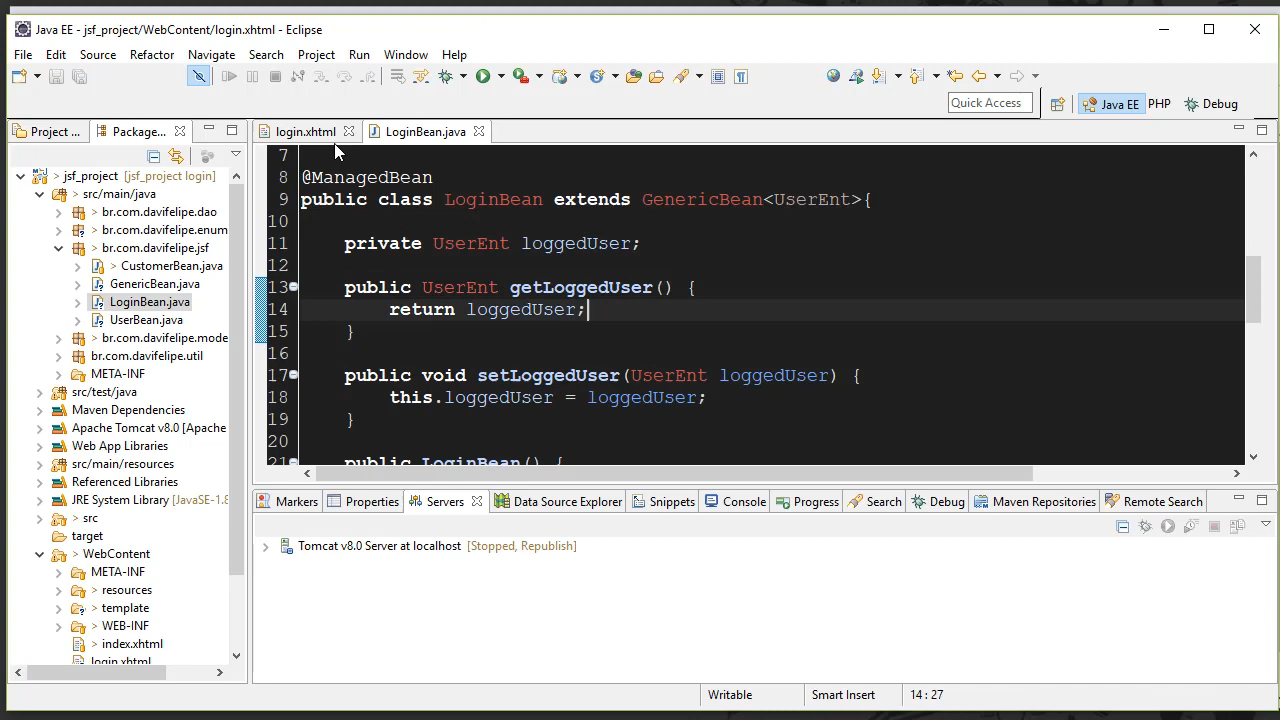 Java EE - jsf_project/WebContent/login.xhtml - Eclipse
File Edit Source Refactor Navigate Search Project Run Window Help
Quick Access
Java EE PHP Debug
Project ... Package...
login.xhtml LoginBean.java
jsf_project [jsf_project login]
src/main/java
br.com.davifelipe.dao
> br.com.davifelipe.enum
> br.com.davifelipe.jsf
> CustomerBean.java
GenericBean.java
LoginBean.java
UserBean.java
> br.com.davifelipe.mode
br.com.davifelipe.util
META-INF
src/test/java
Maven Dependencies
Apache Tomcat v8.0 [Apache
Web App Libraries
src/main/resources
Referenced Libraries
JRE System Library [JavaSE-1.8
> src
target
> WebContent
META-INF
> resources
> template
> WEB-INF
> index.xhtml
login.xhtml
7
8 @ManagedBean
9 public class LoginBean extends GenericBean<UserEnt>{
10
11 private UserEnt loggedUser;
12
13 public UserEnt getLoggedUser() {
14 return loggedUser;
15 }
16
17 public void setLoggedUser(UserEnt loggedUser) {
18 this.loggedUser = loggedUser;
19 }
20
21 public LoginBean() {
Markers Properties Servers Data Source Explorer Snippets Console Progress Search Debug Maven Repositories Remote Search
Tomcat v8.0 Server at localhost [Stopped, Republish]
Writable Smart Insert 14 : 27